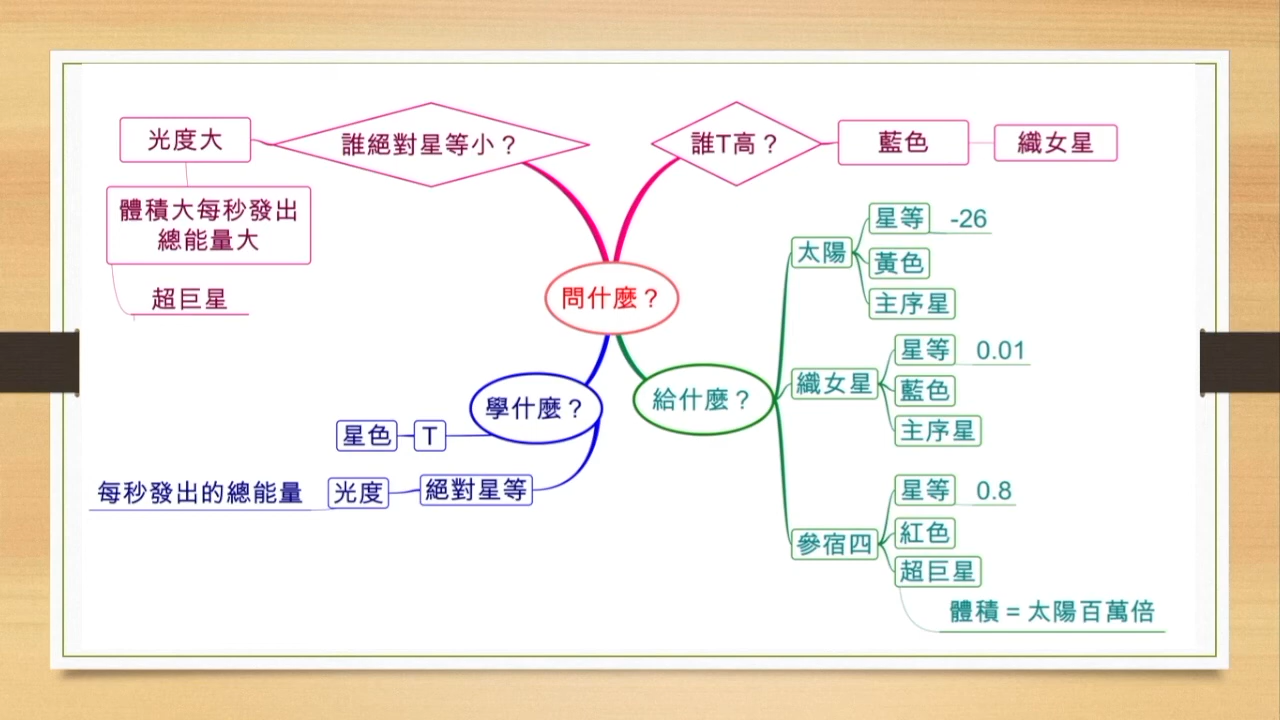 光度大
誰絕對星等小？
誰T高？
藍色
織女星
體積大每秒發出
總能量大
超巨星
問什麼？
學什麼？
星色
T
每秒發出的總能量
光度
絕對星等
給什麼？
太陽
星等
-26
黃色
主序星
織女星
星等
0.01
藍色
主序星
參宿四
星等
0.8
紅色
超巨星
體積 = 太陽百萬倍